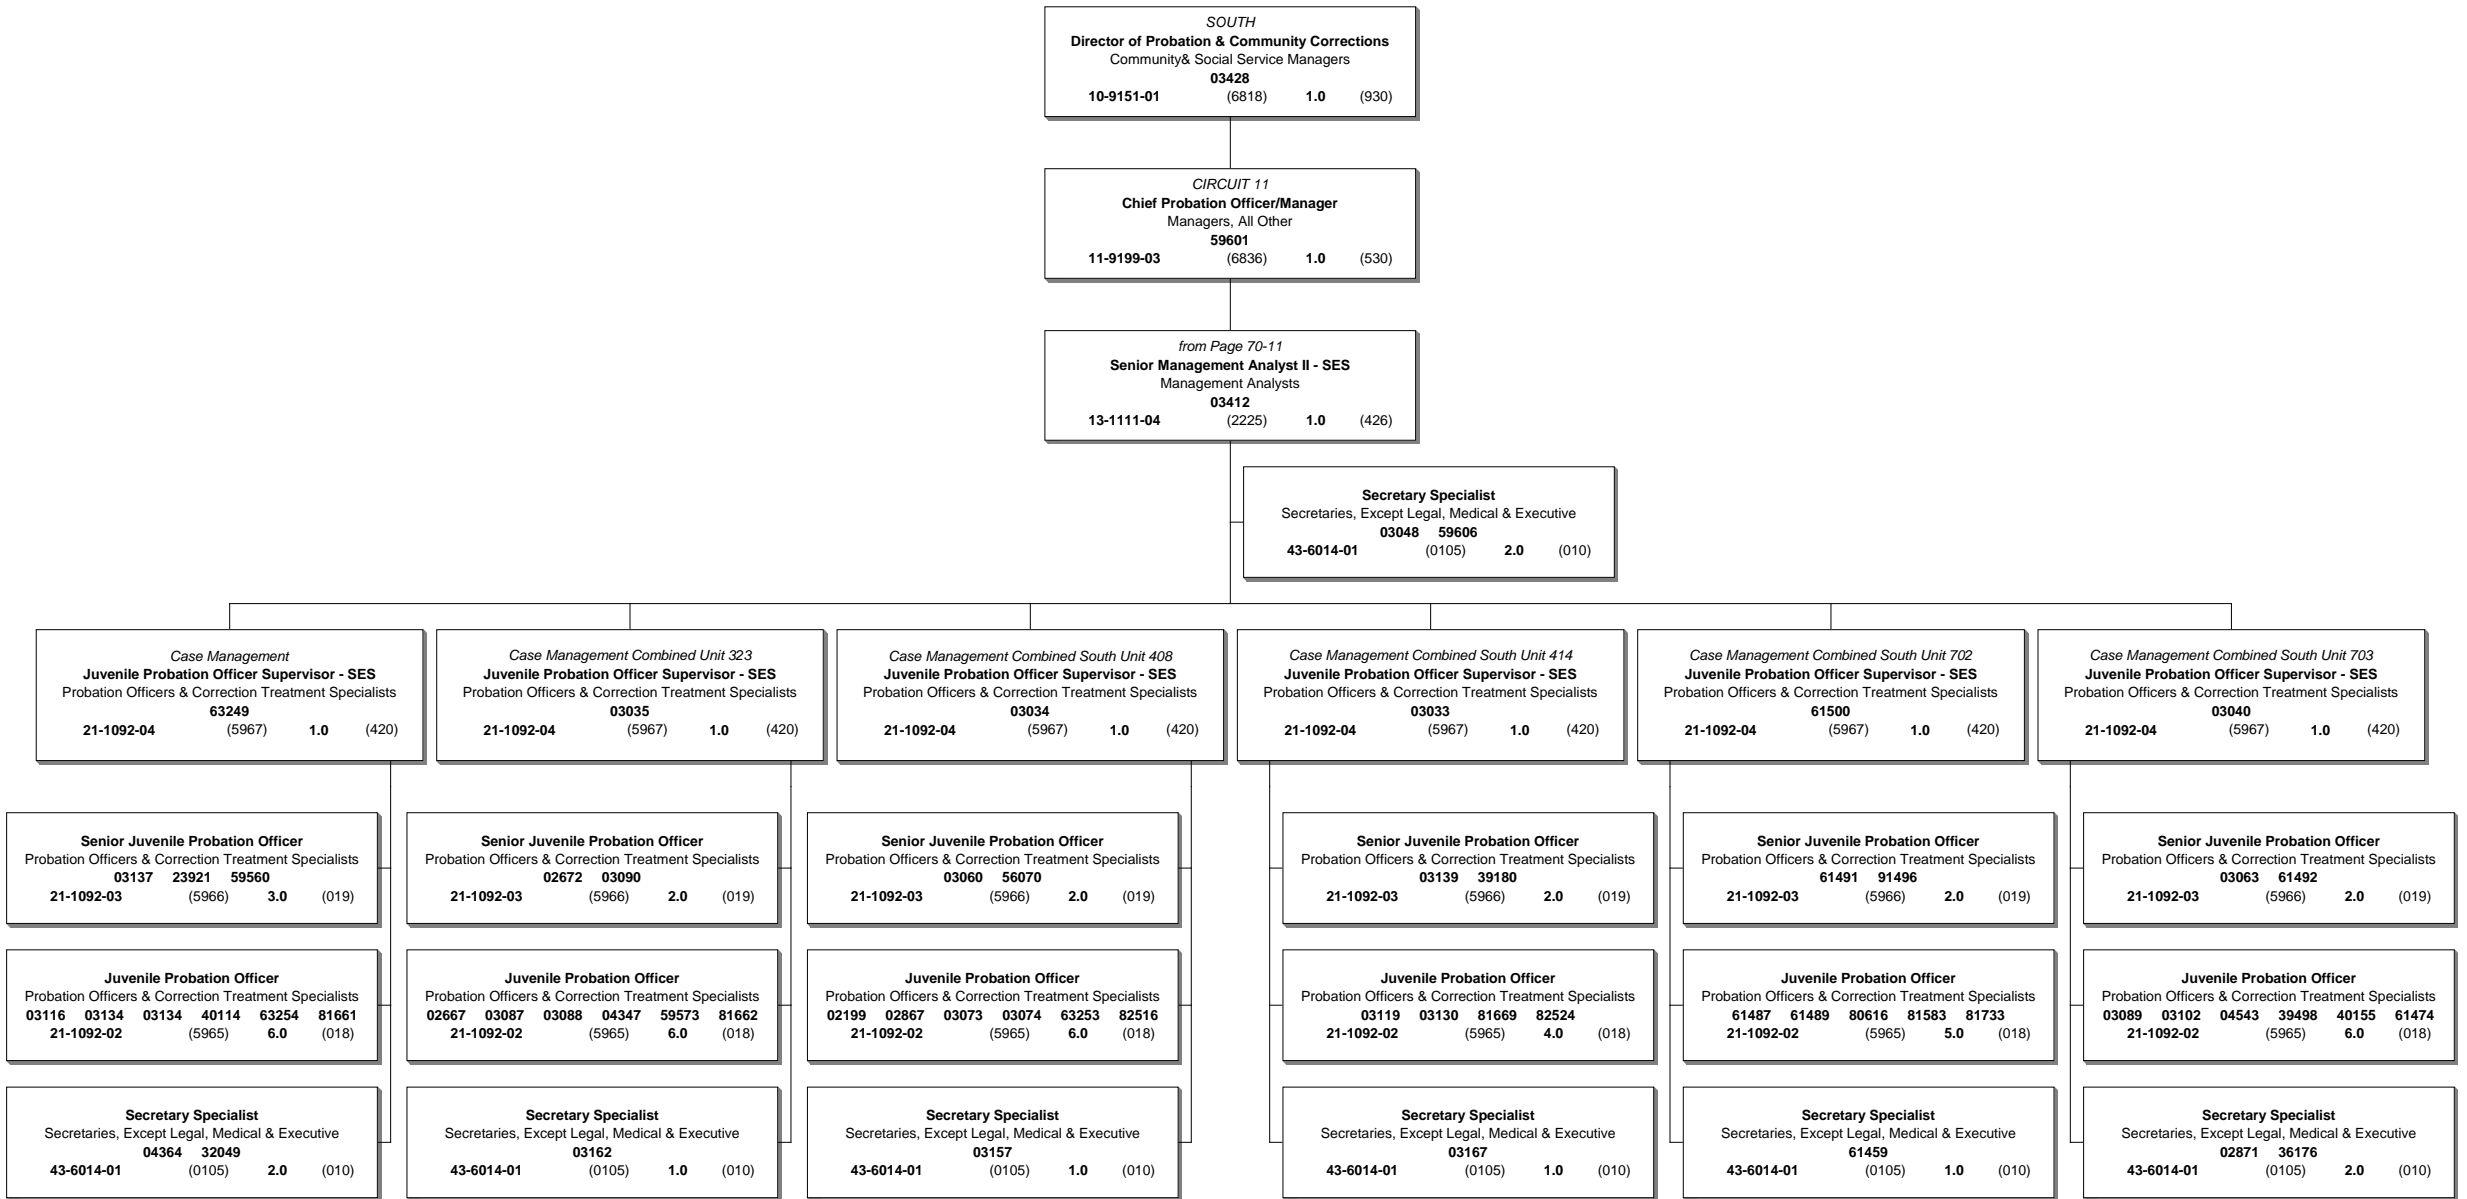 SOUTH
Director of Probation & Community Corrections
Community& Social Service Managers
03428
10-9151-01 (6818) 1.0 (930)
CIRCUIT 11
Chief Probation Officer/Manager
Managers, All Other
59601
11-9199-03 (6836) 1.0 (530)
from Page 70-11
Senior Management Analyst II - SES
Management Analysts
03412
13-1111-04 (2225) 1.0 (426)
Secretary Specialist
Secretaries, Except Legal, Medical & Executive
03048 59606
43-6014-01 (0105) 2.0 (010)
Case Management
Juvenile Probation Officer Supervisor - SES
Probation Officers & Correction Treatment Specialists
63249
21-1092-04 (5967) 1.0 (420)
Case Management Combined Unit 323
Juvenile Probation Officer Supervisor - SES
Probation Officers & Correction Treatment Specialists
03035
21-1092-04 (5967) 1.0 (420)
Case Management Combined South Unit 408
Juvenile Probation Officer Supervisor - SES
Probation Officers & Correction Treatment Specialists
03034
21-1092-04 (5967) 1.0 (420)
Case Management Combined South Unit 414
Juvenile Probation Officer Supervisor - SES
Probation Officers & Correction Treatment Specialists
03033
21-1092-04 (5967) 1.0 (420)
Case Management Combined South Unit 702
Juvenile Probation Officer Supervisor - SES
Probation Officers & Correction Treatment Specialists
61500
21-1092-04 (5967) 1.0 (420)
Case Management Combined South Unit 703
Juvenile Probation Officer Supervisor - SES
Probation Officers & Correction Treatment Specialists
03040
21-1092-04 (5967) 1.0 (420)
Senior Juvenile Probation Officer
Probation Officers & Correction Treatment Specialists
03137 23921 59560
21-1092-03 (5966) 3.0 (019)
Senior Juvenile Probation Officer
Probation Officers & Correction Treatment Specialists
02672 03090
21-1092-03 (5966) 2.0 (019)
Senior Juvenile Probation Officer
Probation Officers & Correction Treatment Specialists
03060 56070
21-1092-03 (5966) 2.0 (019)
Senior Juvenile Probation Officer
Probation Officers & Correction Treatment Specialists
03139 39180
21-1092-03 (5966) 2.0 (019)
Senior Juvenile Probation Officer
Probation Officers & Correction Treatment Specialists
61491 91496
21-1092-03 (5966) 2.0 (019)
Senior Juvenile Probation Officer
Probation Officers & Correction Treatment Specialists
03063 61492
21-1092-03 (5966) 2.0 (019)
Juvenile Probation Officer
Probation Officers & Correction Treatment Specialists
03116 03134 03134 40114 63254 81661
21-1092-02 (5965) 6.0 (018)
Juvenile Probation Officer
Probation Officers & Correction Treatment Specialists
02667 03087 03088 04347 59573 81662
21-1092-02 (5965) 6.0 (018)
Juvenile Probation Officer
Probation Officers & Correction Treatment Specialists
02199 02867 03073 03074 63253 82516
21-1092-02 (5965) 6.0 (018)
Juvenile Probation Officer
Probation Officers & Correction Treatment Specialists
03119 03130 81669 82524
21-1092-02 (5965) 4.0 (018)
Juvenile Probation Officer
Probation Officers & Correction Treatment Specialists
61487 61489 80616 81583 81733
21-1092-02 (5965) 5.0 (018)
Juvenile Probation Officer
Probation Officers & Correction Treatment Specialists
03089 03102 04543 39498 40155 61474
21-1092-02 (5965) 6.0 (018)
Secretary Specialist
Secretaries, Except Legal, Medical & Executive
04364 32049
43-6014-01 (0105) 2.0 (010)
Secretary Specialist
Secretaries, Except Legal, Medical & Executive
03162
43-6014-01 (0105) 1.0 (010)
Secretary Specialist
Secretaries, Except Legal, Medical & Executive
03157
43-6014-01 (0105) 1.0 (010)
Secretary Specialist
Secretaries, Except Legal, Medical & Executive
03167
43-6014-01 (0105) 1.0 (010)
Secretary Specialist
Secretaries, Except Legal, Medical & Executive
61459
43-6014-01 (0105) 1.0 (010)
Secretary Specialist
Secretaries, Except Legal, Medical & Executive
02871 36176
43-6014-01 (0105) 2.0 (010)